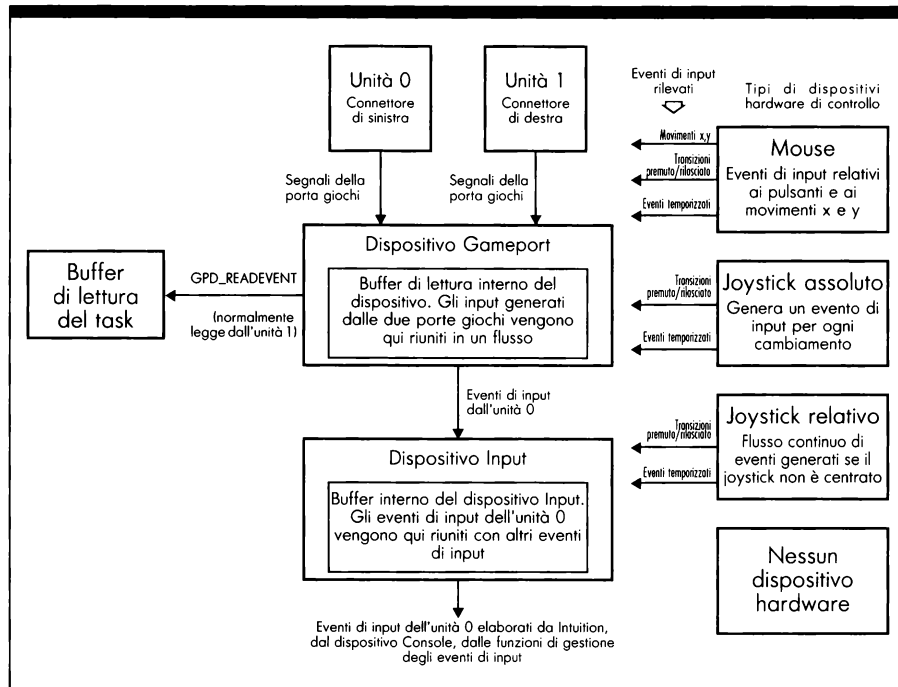 Unità 0
Connettore
di sinistra
Unità 1
Connettore
di destra
Eventi di input
rilevati
Tipi di dispositivi
hardware di controllo
Segnali della
porta giochi
Segnali della
porta giochi
Movimenti x,y
Transizioni
premuto/rilasciato
Eventi temporizzati
Mouse
Eventi di input relativi
ai pulsanti e ai
movimenti x e y
Buffer
di lettura
del task
GPD_READEVENT
(normalmente
legge dall'unità 1)
Dispositivo Gameport
Buffer di lettura interno del
dispositivo. Gli input generati
dalle due porte giochi vengono
qui riuniti in un flusso
Transizioni
premuto/rilasciato
Eventi temporizzati
Joystick assoluto
Genera un evento di
input per ogni
cambiamento
Eventi di input
dall'unità 0
Transizioni
premuto/rilasciato
Eventi temporizzati
Joystick relativo
Flusso continuo di
eventi generati se il
joystick non è centrato
Dispositivo Input
Buffer interno del dispositivo Input.
Gli eventi di input dell'unità 0
vengono qui riuniti con altri eventi
di input
Nessun
dispositivo
hardware
Eventi di input dell'unità 0 elaborati da Intuition,
dal dispositivo Console, dalle funzioni di gestione
degli eventi di input